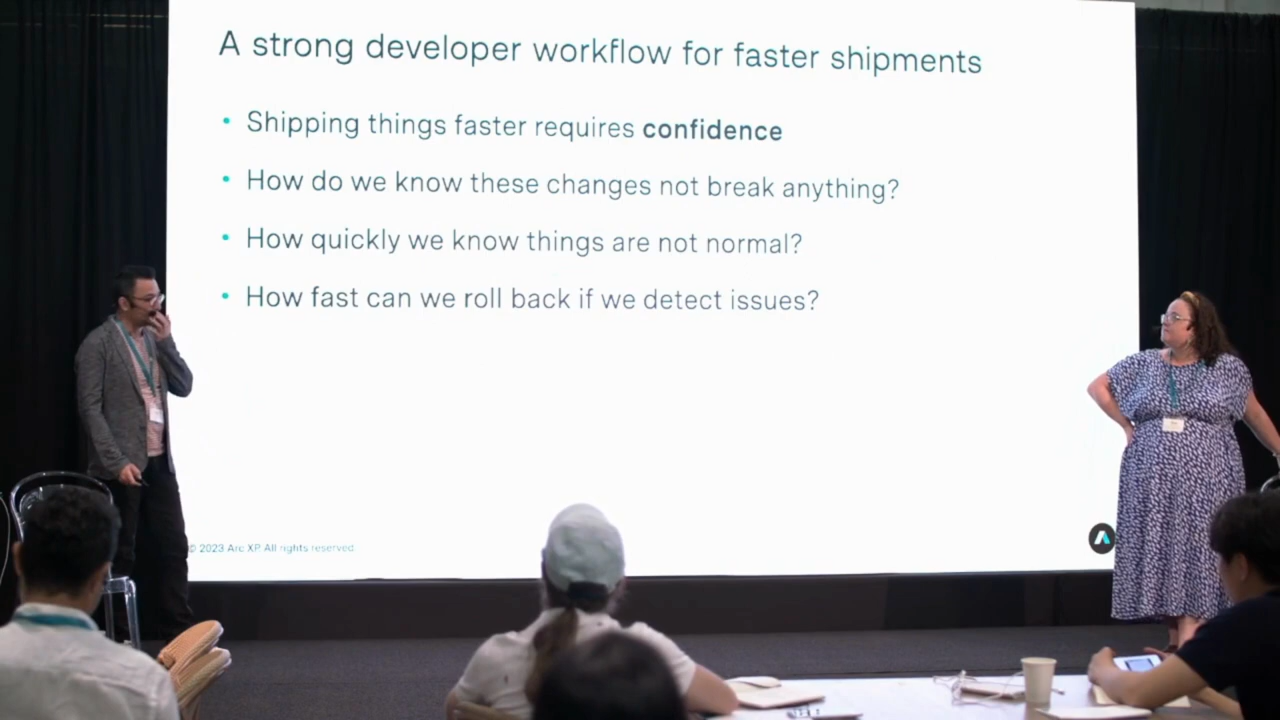 A strong developer workflow for faster shipments
• Shipping things faster requires confidence
• How do we know these changes not break anything?
• How quickly we know things are not normal?
• How fast can we roll back if we detect issues?
© 2023 Arc XP. All rights reserved